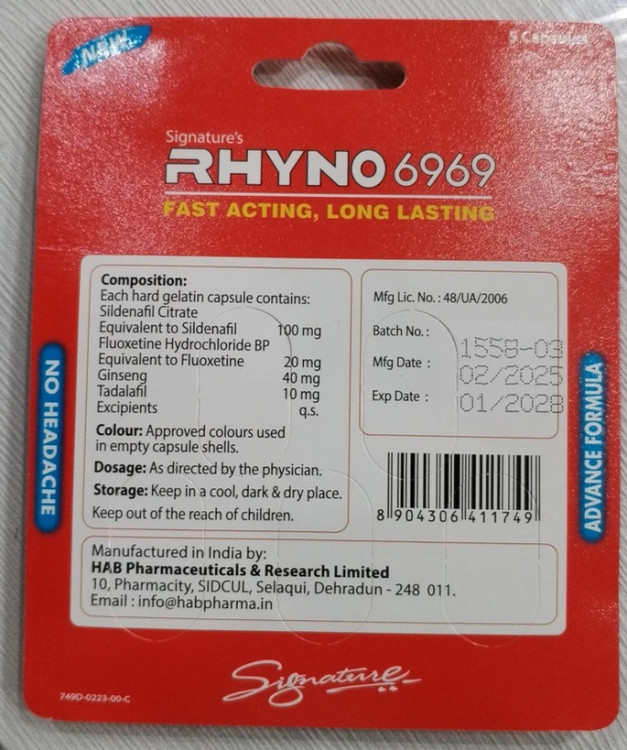 NEW
5 Capsules
Signature's
RHYNO 6969
FAST ACTING, LONG LASTING
Composition:
Each hard gelatin capsule contains:
Sildenafil Citrate
Equivalent to Sildenafil 100 mg
Fluoxetine Hydrochloride BP
Equivalent to Fluoxetine 20 mg
Ginseng 40 mg
Tadalafil 10 mg
Excipients q.s.
Colour: Approved colours used
in empty capsule shells.
Dosage: As directed by the physician.
Storage: Keep in a cool, dark & dry place.
Keep out of the reach of children.
Mfg Lic. No. : 48/UA/2006
Batch No. : 1558-03
Mfg Date : 02/2025
Exp Date : 01/2028
8 904306 411749
NO HEADACHE
ADVANCE FORMULA
Manufactured in India by:
HAB Pharmaceuticals & Research Limited
10, Pharmacity, SIDCUL, Selaqui, Dehradun - 248 011.
Email : info@habpharma.in
Signature
749D-0223-00-C